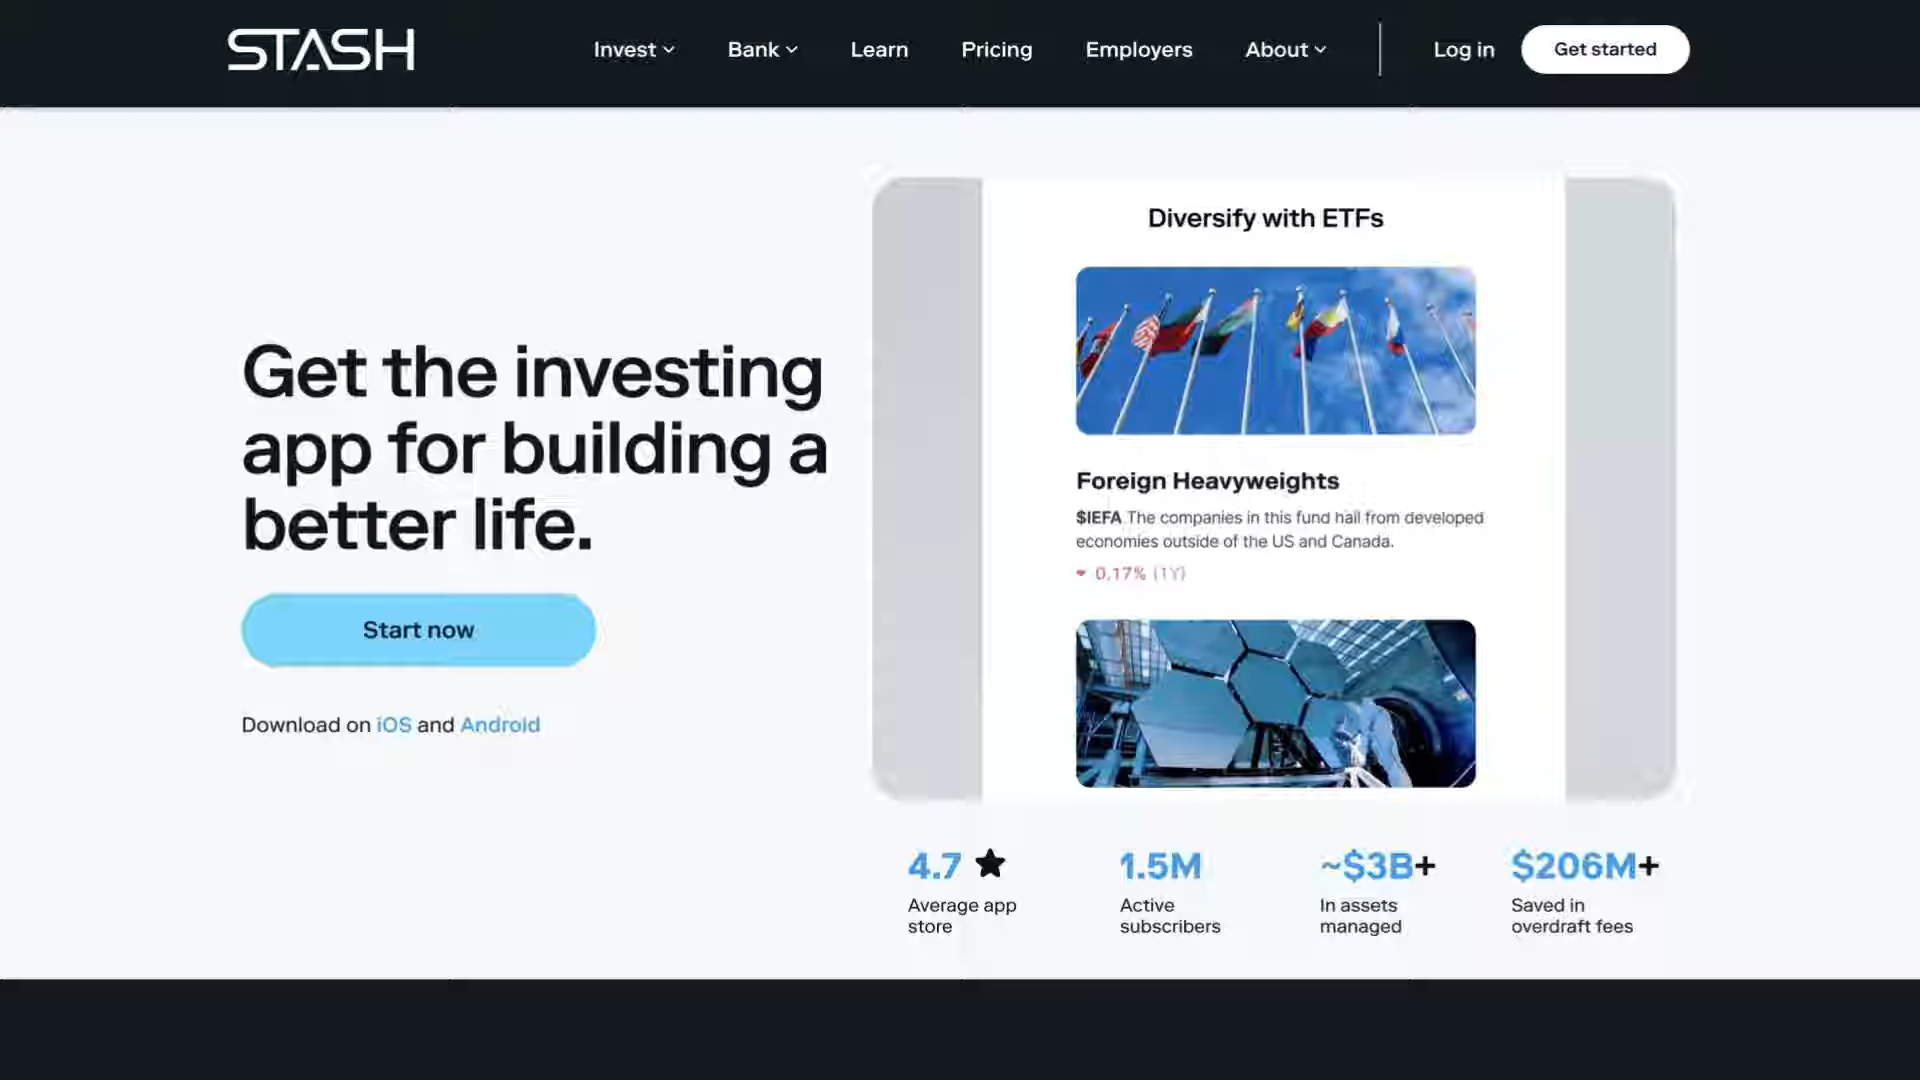 STASH
Invest
Bank
Learn
Pricing
Employers
About
Log in
Get started
Get the investing
app for building a
better life.
Start now
Download on iOS and Android
Diversify with ETFs
Foreign Heavyweights
$IEFA The companies in this fund hail from developed
economies outside of the US and Canada.
0.17% (1Y)
4.7
Average app
store
1.5M
Active
subscribers
~$3B+
In assets
managed
$206M+
Saved in
overdraft fees